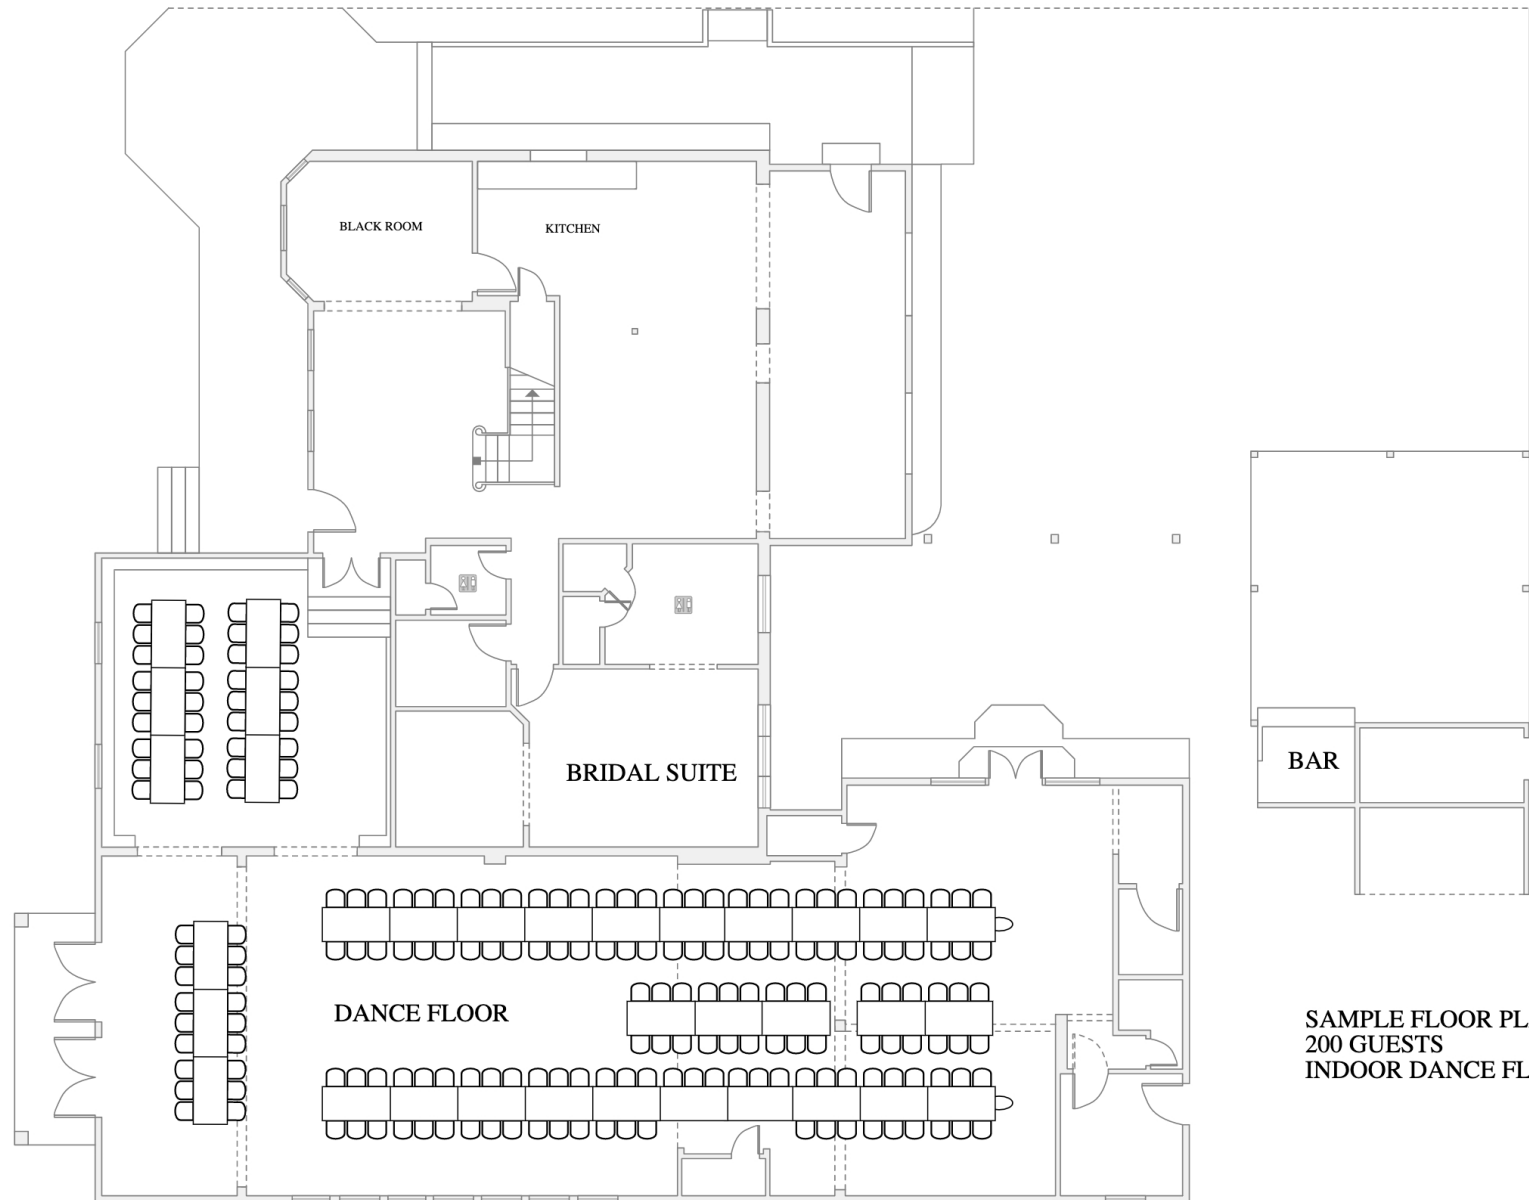 BLACK ROOM
KITCHEN
BRIDAL SUITE
BAR
DANCE FLOOR
SAMPLE FLOOR PL
200 GUESTS
INDOOR DANCE FL